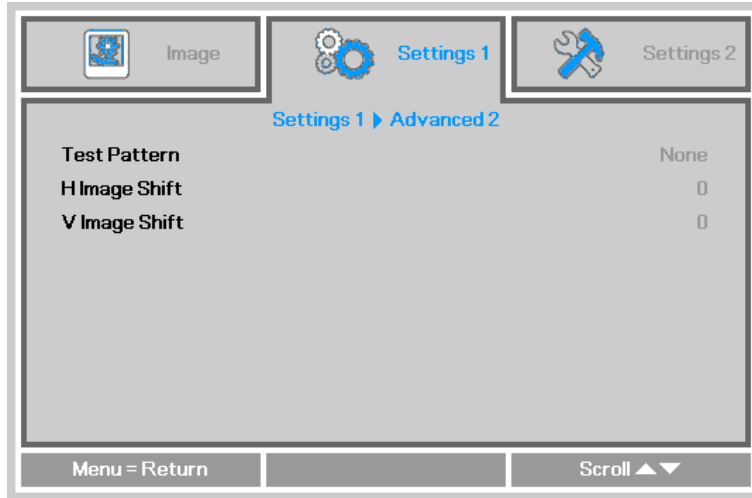 Image
Settings 1
Settings 2
Settings 1 ▶ Advanced 2
Test Pattern None
H Image Shift 0
V Image Shift 0
Menu = Return
Scroll ▲▼